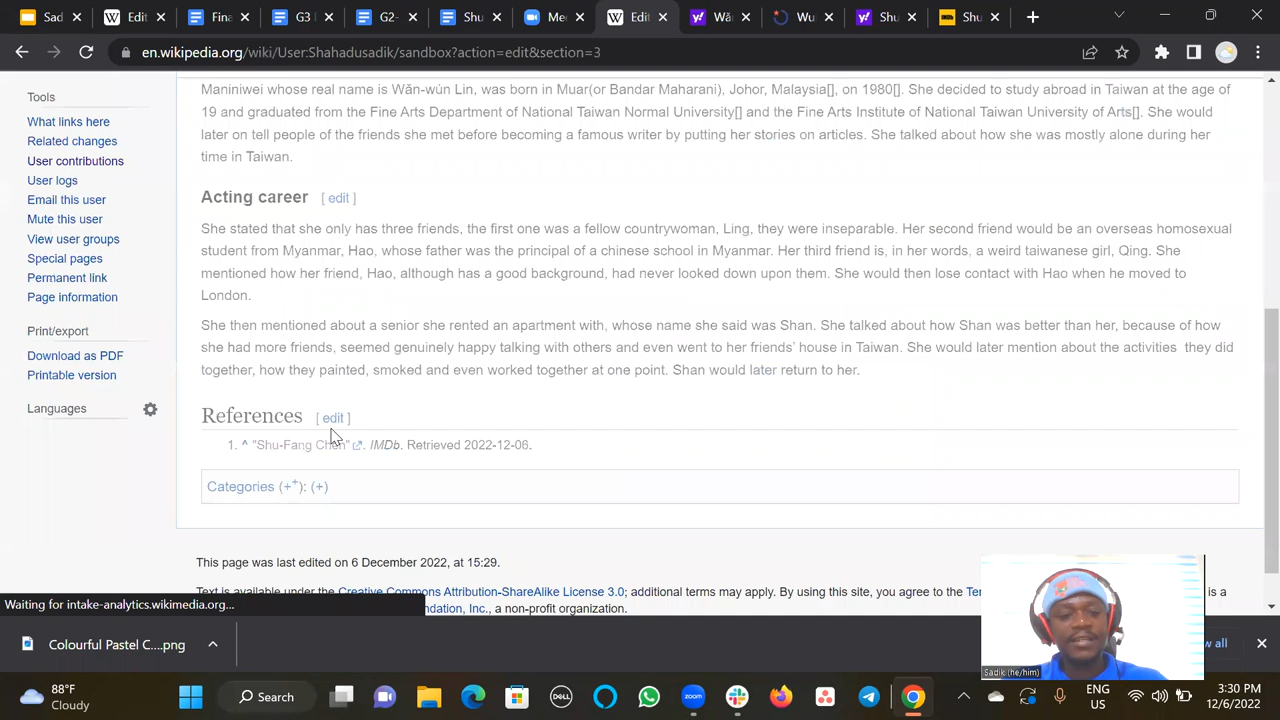 Sad
Edit
Fina
G3
G2-
Shu
Me
Edit
Wǎ
Wu
Shu
Shu
en.wikipedia.org/wiki/User:Shahadusadik/sandbox?action=edit&section=3
Tools
What links here
Related changes
User contributions
User logs
Email this user
Mute this user
View user groups
Special pages
Permanent link
Page information
Print/export
Download as PDF
Printable version
Languages
Maniniwei whose real name is Wǎn-wùn Lin, was born in Muar(or Bandar Maharani), Johor, Malaysia[], on 1980[]. She decided to study abroad in Taiwan at the age of
19 and graduated from the Fine Arts Department of National Taiwan Normal University[] and the Fine Arts Institute of National Taiwan University of Arts[]. She would
later on tell people of the friends she met before becoming a famous writer by putting her stories on articles. She talked about how she was mostly alone during her
time in Taiwan.
Acting career [ edit ]
She stated that she only has three friends, the first one was a fellow countrywoman, Ling, they were inseparable. Her second friend would be an overseas homosexual
student from Myanmar, Hao, whose father was the principal of a chinese school in Myanmar. Her third friend is, in her words, a weird taiwanese girl, Qing. She
mentioned how her friend, Hao, although has a good background, had never looked down upon them. She would then lose contact with Hao when he moved to
London.
She then mentioned about a senior she rented an apartment with, whose name she said was Shan. She talked about how Shan was better than her, because of how
she had more friends, seemed genuinely happy talking with others and even went to her friends' house in Taiwan. She would later mention about the activities they did
together, how they painted, smoked and even worked together at one point. Shan would later return to her.
References [ edit ]
1. ^ "Shu-Fang Chen". IMDb. Retrieved 2022-12-06.
Categories (+⁺): (+)
This page was last edited on 6 December 2022, at 15:29.
Text is available under the Creative Commons Attribution-ShareAlike License 3.0; additional terms may apply. By using this site, you agree to the Ter
is a
undation, Inc., a non-profit organization.
Waiting for intake-analytics.wikimedia.org...
Colourful Pastel C....png
w all
Sadik (he/him)
88°F
Cloudy
Search
DELL
ENG
US
3:30 PM
12/6/2022